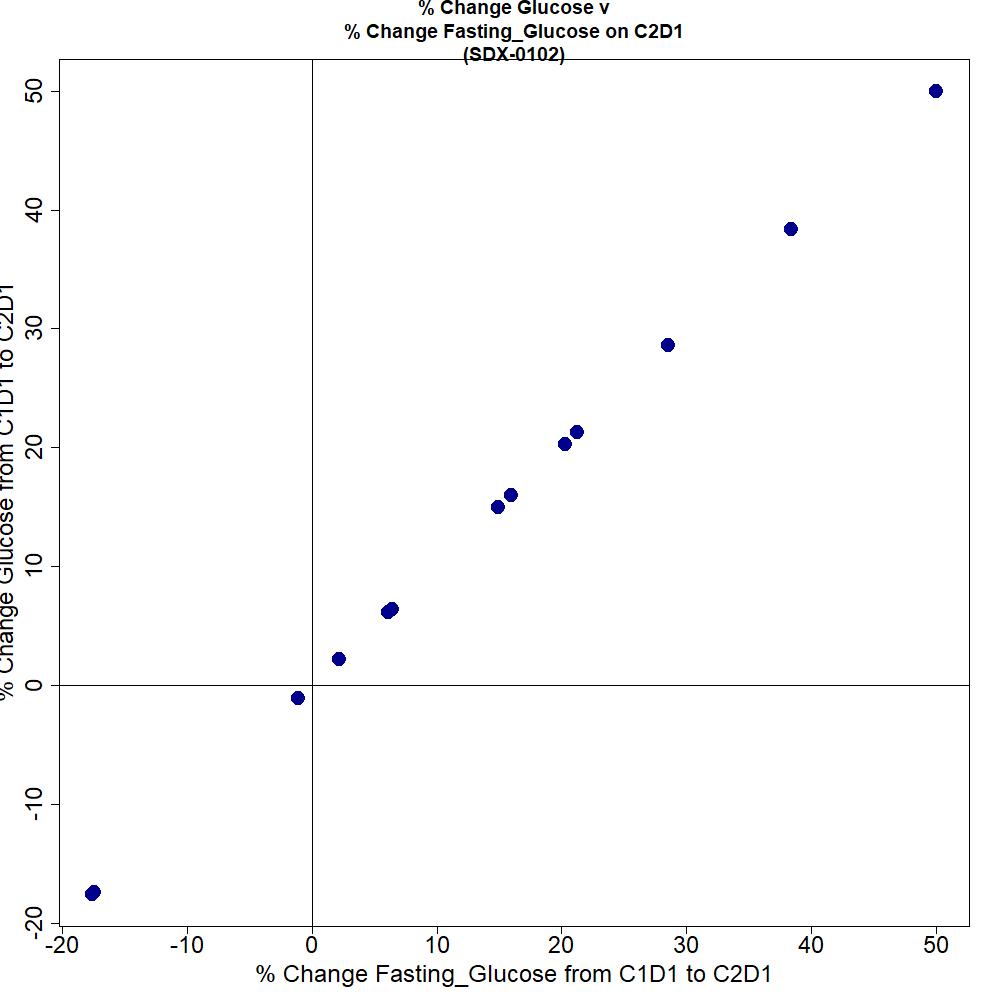 % Change Glucose v
% Change Fasting_Glucose on C2D1
(SDX-0102)
50
40
30
20
10
0
-10
-20
% Change Glucose from C1D1 to C2D1
-20 -10 0 10 20 30 40 50
% Change Fasting_Glucose from C1D1 to C2D1